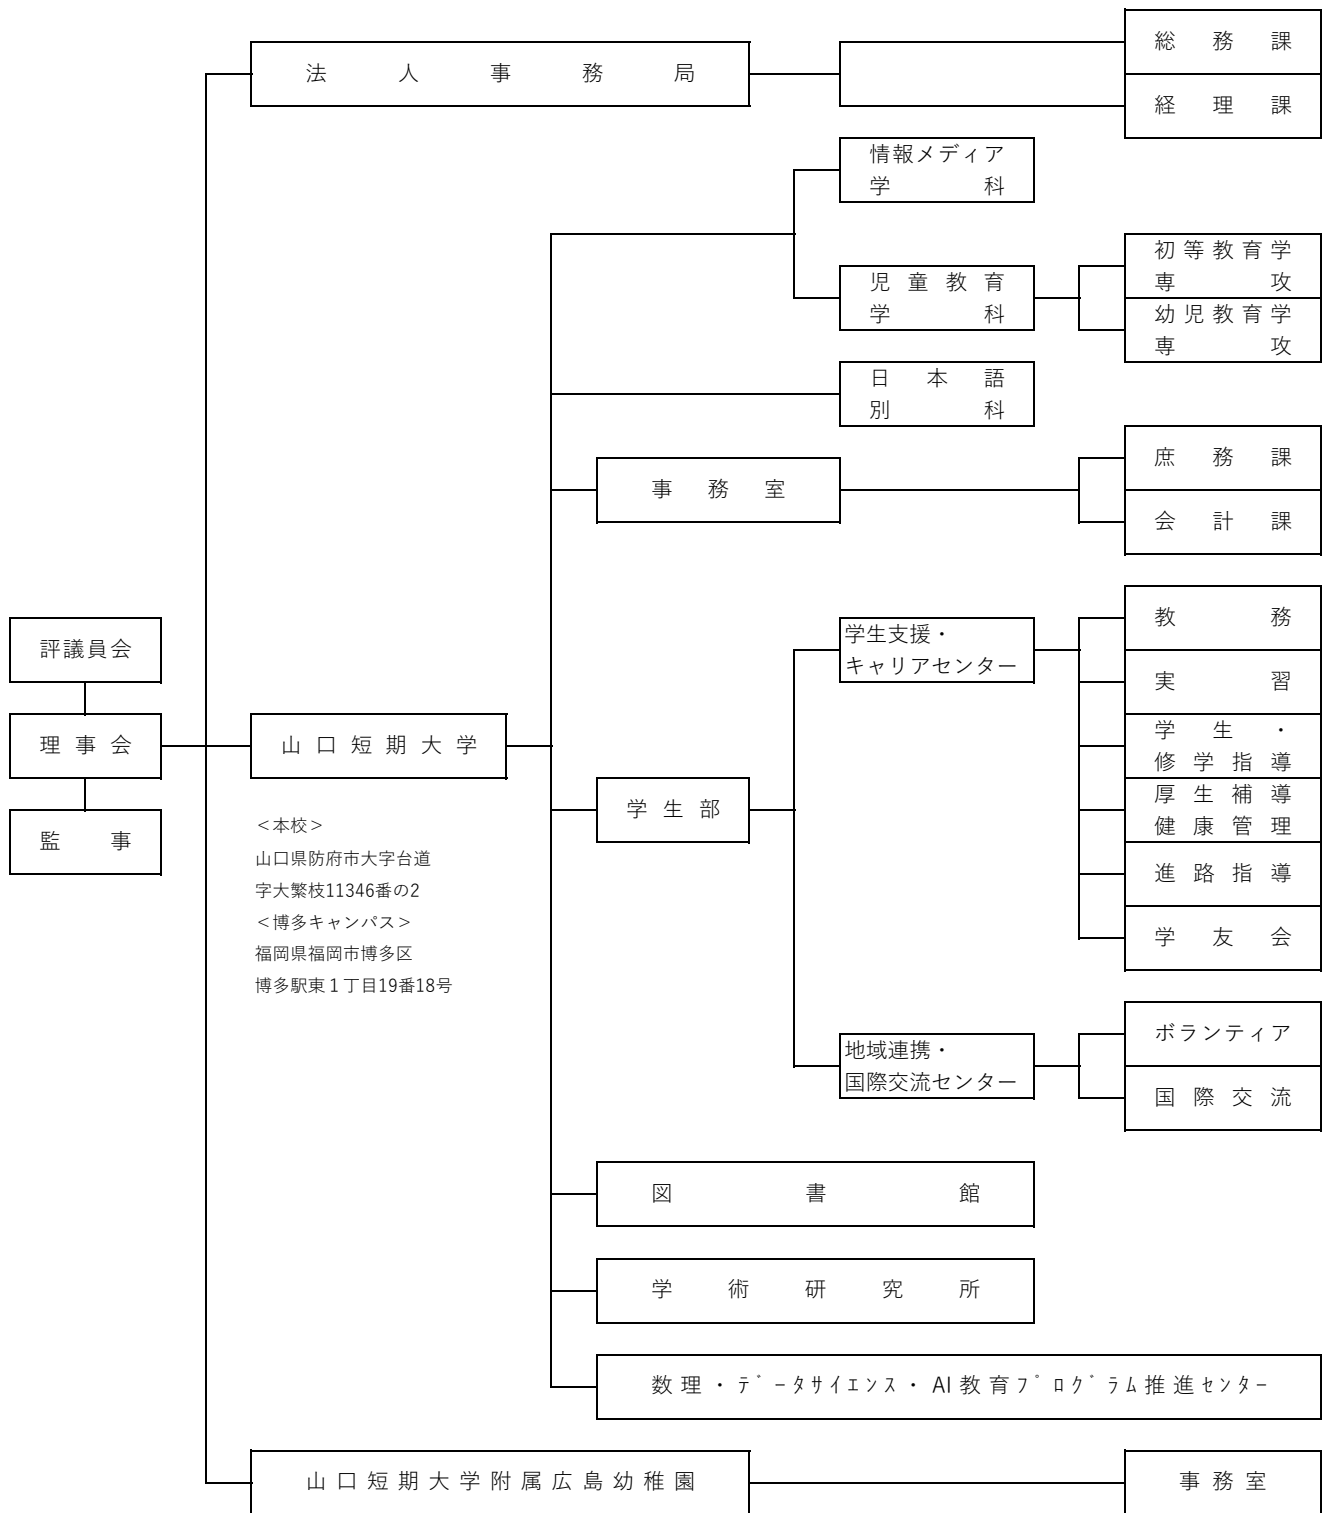 総務課
法人事務局
経理課
情報メディア
学科
初等教育学
専攻
児童教育
学科
幼児教育学
専攻
日本語
別科
庶務課
事務室
会計課
評議員会
理事会
監事
山口短期大学
<本校>
山口県防府市大字台道
字大繁枝11346番の2
<博多キャンパス>
福岡県福岡市博多区
博多駅東１丁目19番18号
学生部
学生支援・
キャリアセンター
教務
実習
学生・
修学指導
厚生補導
健康管理
進路指導
学友会
地域連携・
国際交流センター
ボランティア
国際交流
図書館
学術研究所
数理・ﾃﾞｰﾀｻｲｴﾝｽ・AI教育ﾌﾟﾛｸﾞﾗﾑ推進ｾﾝﾀｰ
山口短期大学附属広島幼稚園
事務室